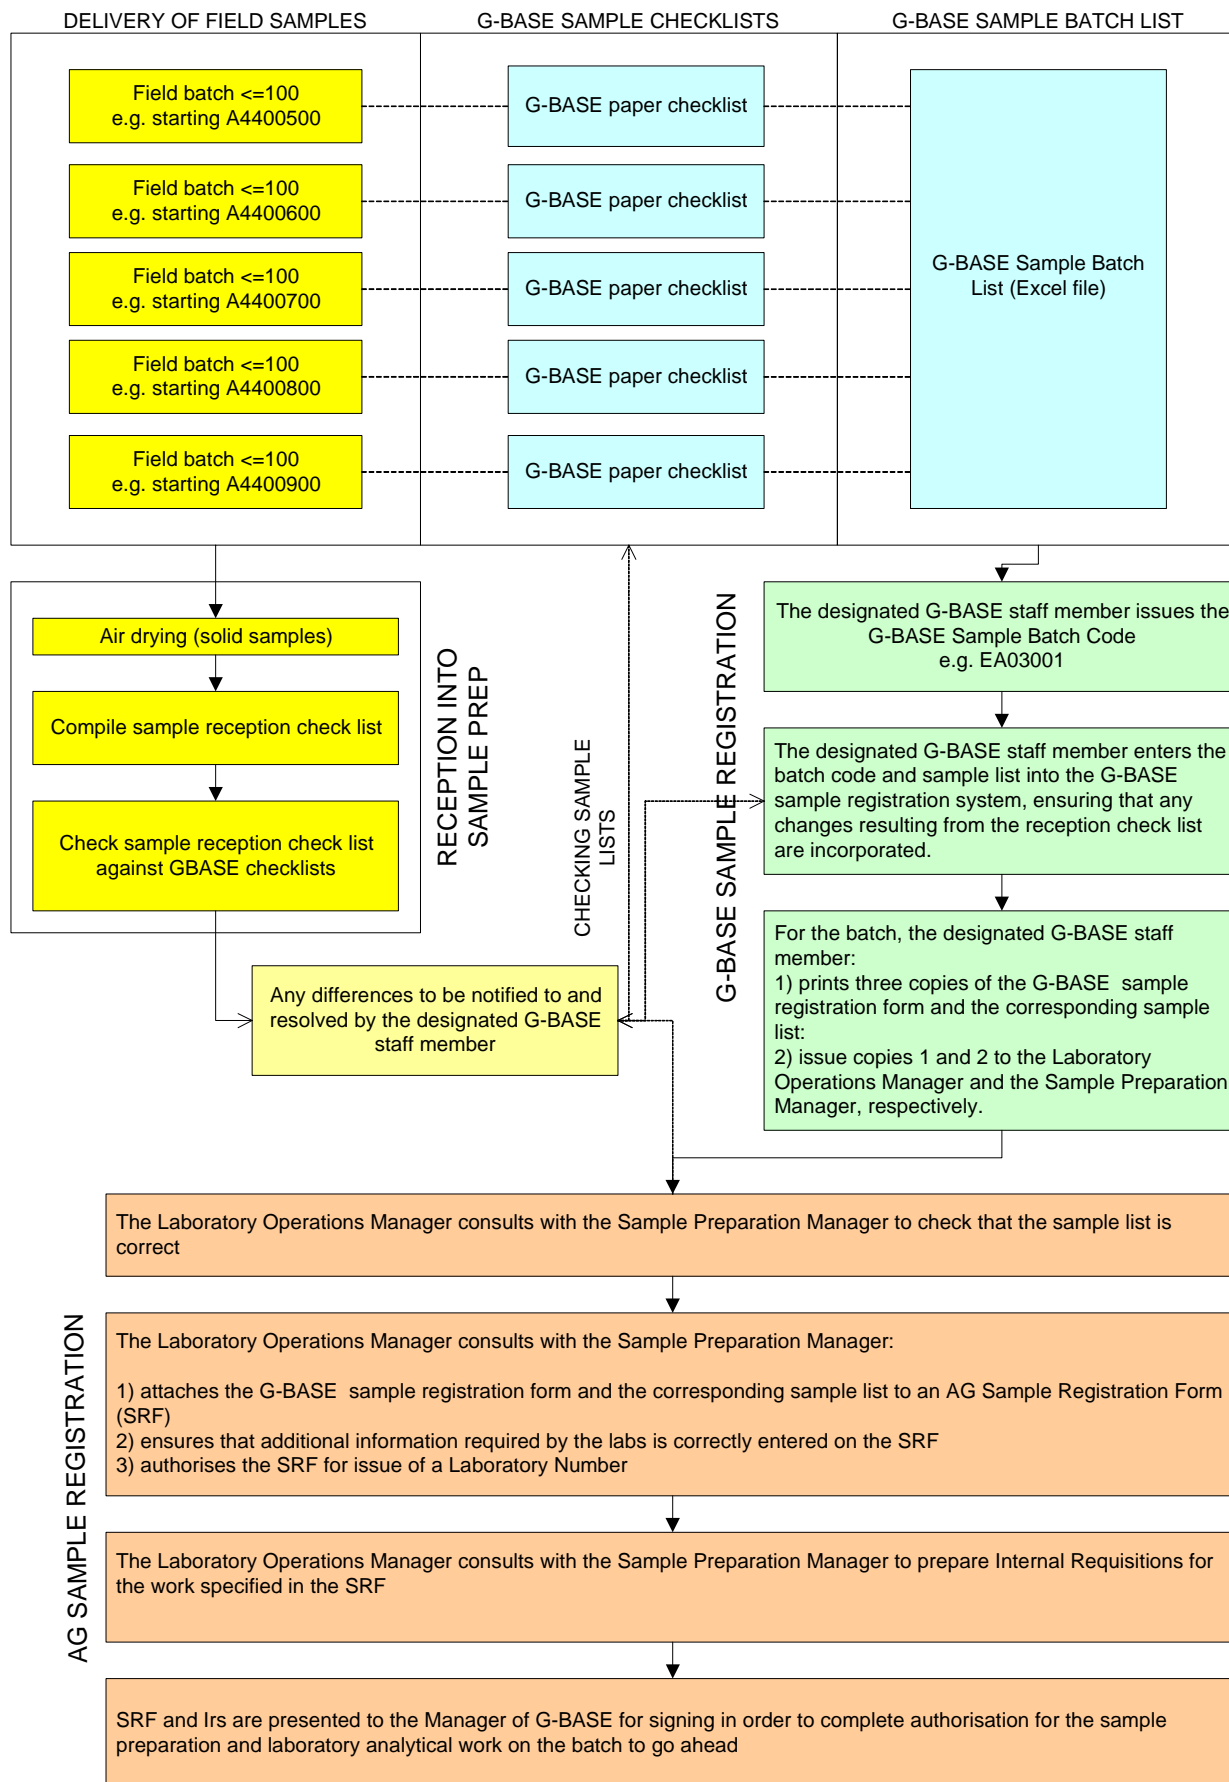 DELIVERY OF FIELD SAMPLES
G-BASE SAMPLE CHECKLISTS
G-BASE SAMPLE BATCH LIST
Field batch <=100
e.g. starting A4400500
G-BASE paper checklist
Field batch <=100
e.g. starting A4400600
G-BASE paper checklist
Field batch <=100
e.g. starting A4400700
G-BASE paper checklist
Field batch <=100
e.g. starting A4400800
G-BASE paper checklist
Field batch <=100
e.g. starting A4400900
G-BASE paper checklist
G-BASE Sample Batch
List (Excel file)
Air drying (solid samples)
Compile sample reception check list
Check sample reception check list
against GBASE checklists
RECEPTION INTO
SAMPLE PREP
Any differences to be notified to and
resolved by the designated G-BASE
staff member
CHECKING SAMPLE
LISTS
G-BASE SAMPLE REGISTRATION
The designated G-BASE staff member issues the
G-BASE Sample Batch Code
e.g. EA03001
The designated G-BASE staff member enters the
batch code and sample list into the G-BASE
sample registration system, ensuring that any
changes resulting from the reception check list
are incorporated.
For the batch, the designated G-BASE staff
member:
1) prints three copies of the G-BASE  sample
registration form and the corresponding sample
list:
2) issue copies 1 and 2 to the Laboratory
Operations Manager and the Sample Preparation
Manager, respectively.
AG SAMPLE REGISTRATION
The Laboratory Operations Manager consults with the Sample Preparation Manager to check that the sample list is
correct
The Laboratory Operations Manager consults with the Sample Preparation Manager:
1) attaches the G-BASE  sample registration form and the corresponding sample list to an AG Sample Registration Form
(SRF)
2) ensures that additional information required by the labs is correctly entered on the SRF
3) authorises the SRF for issue of a Laboratory Number
The Laboratory Operations Manager consults with the Sample Preparation Manager to prepare Internal Requisitions for
the work specified in the SRF
SRF and Irs are presented to the Manager of G-BASE for signing in order to complete authorisation for the sample
preparation and laboratory analytical work on the batch to go ahead